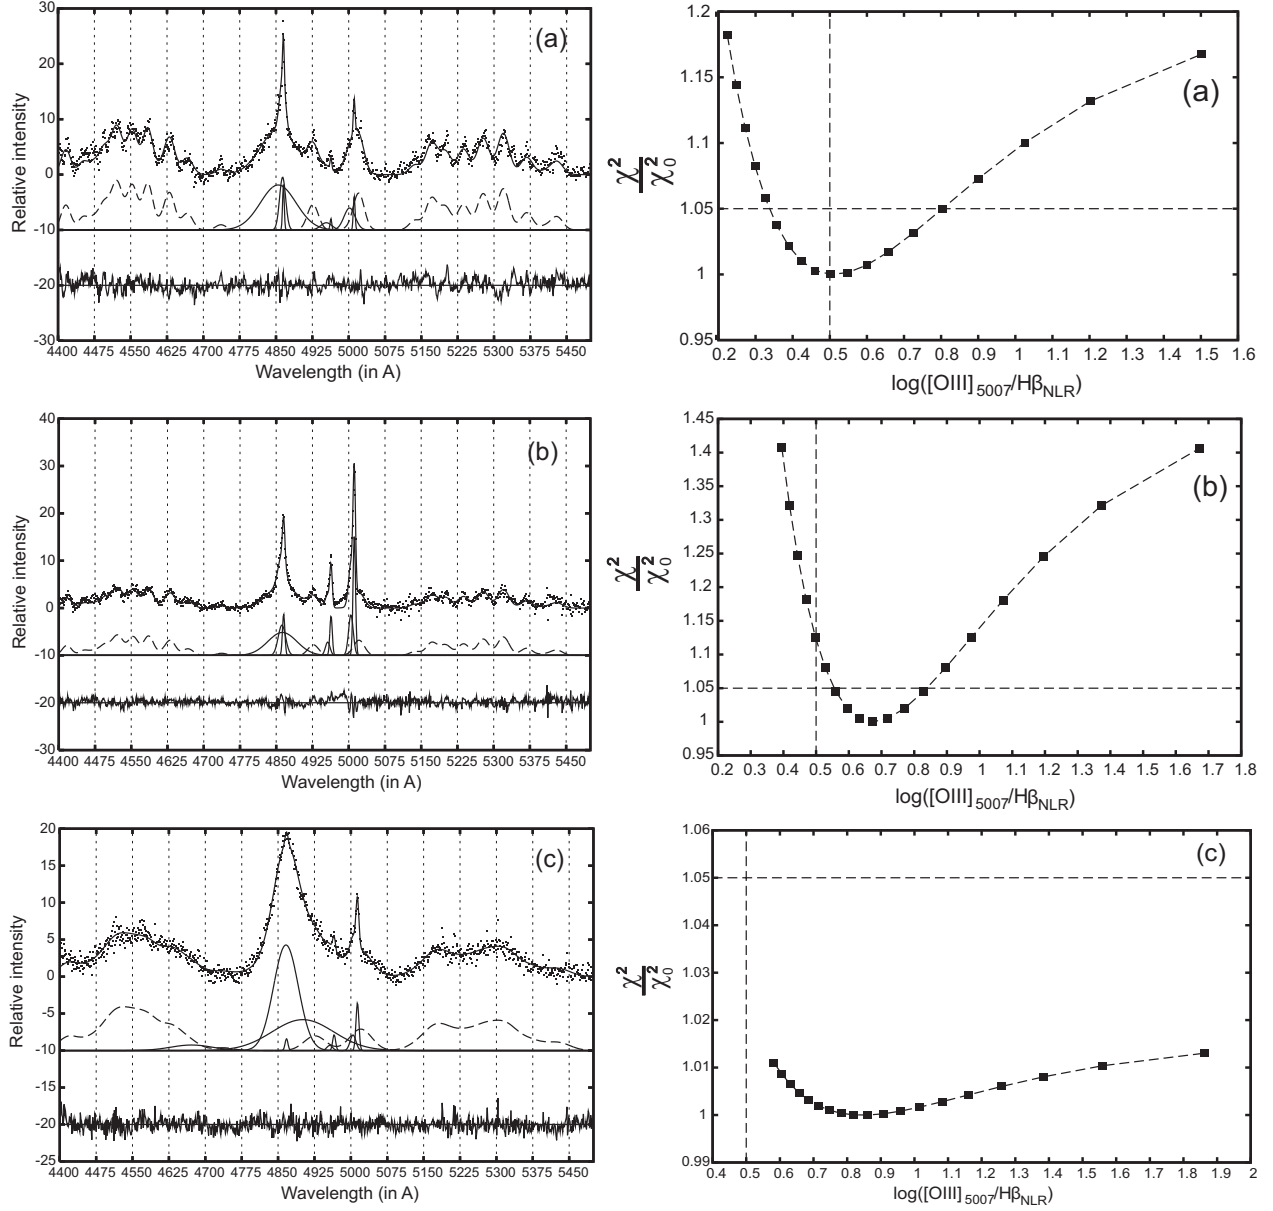 30
20
10
0
-10
-20
-30
Relative intensity
(a)
4400 4475 4550 4625 4700 4775 4850 4925 5000 5075 5150 5225 5300 5375 5450
Wavelength (in A)
1.2
1.15
1.1
1.05
1
0.95
χ²
χ²₀
(a)
0.2 0.3 0.4 0.5 0.6 0.7 0.8 0.9 1 1.1 1.2 1.3 1.4 1.5 1.6
log([OIII] 5007/HβNLR)
40
30
20
10
0
-10
-20
-30
Relative intensity
(b)
4400 4475 4550 4625 4700 4775 4850 4925 5000 5075 5150 5225 5300 5375 5450
Wavelength (in A)
1.45
1.4
1.35
1.3
1.25
1.2
1.15
1.1
1.05
1
0.95
χ²
χ²₀
(b)
0.2 0.3 0.4 0.5 0.6 0.7 0.8 0.9 1 1.1 1.2 1.3 1.4 1.5 1.6 1.7 1.8
log([OIII] 5007/HβNLR)
20
15
10
5
0
-5
-10
-15
-20
-25
Relative intensity
(c)
4400 4475 4550 4625 4700 4775 4850 4925 5000 5075 5150 5225 5300 5375 5450
Wavelength (in A)
1.06
1.05
1.04
1.03
1.02
1.01
1
0.99
χ²
χ²₀
(c)
0.4 0.5 0.6 0.7 0.8 0.9 1 1.1 1.2 1.3 1.4 1.5 1.6 1.7 1.8 1.9 2
log([OIII] 5007/HβNLR)